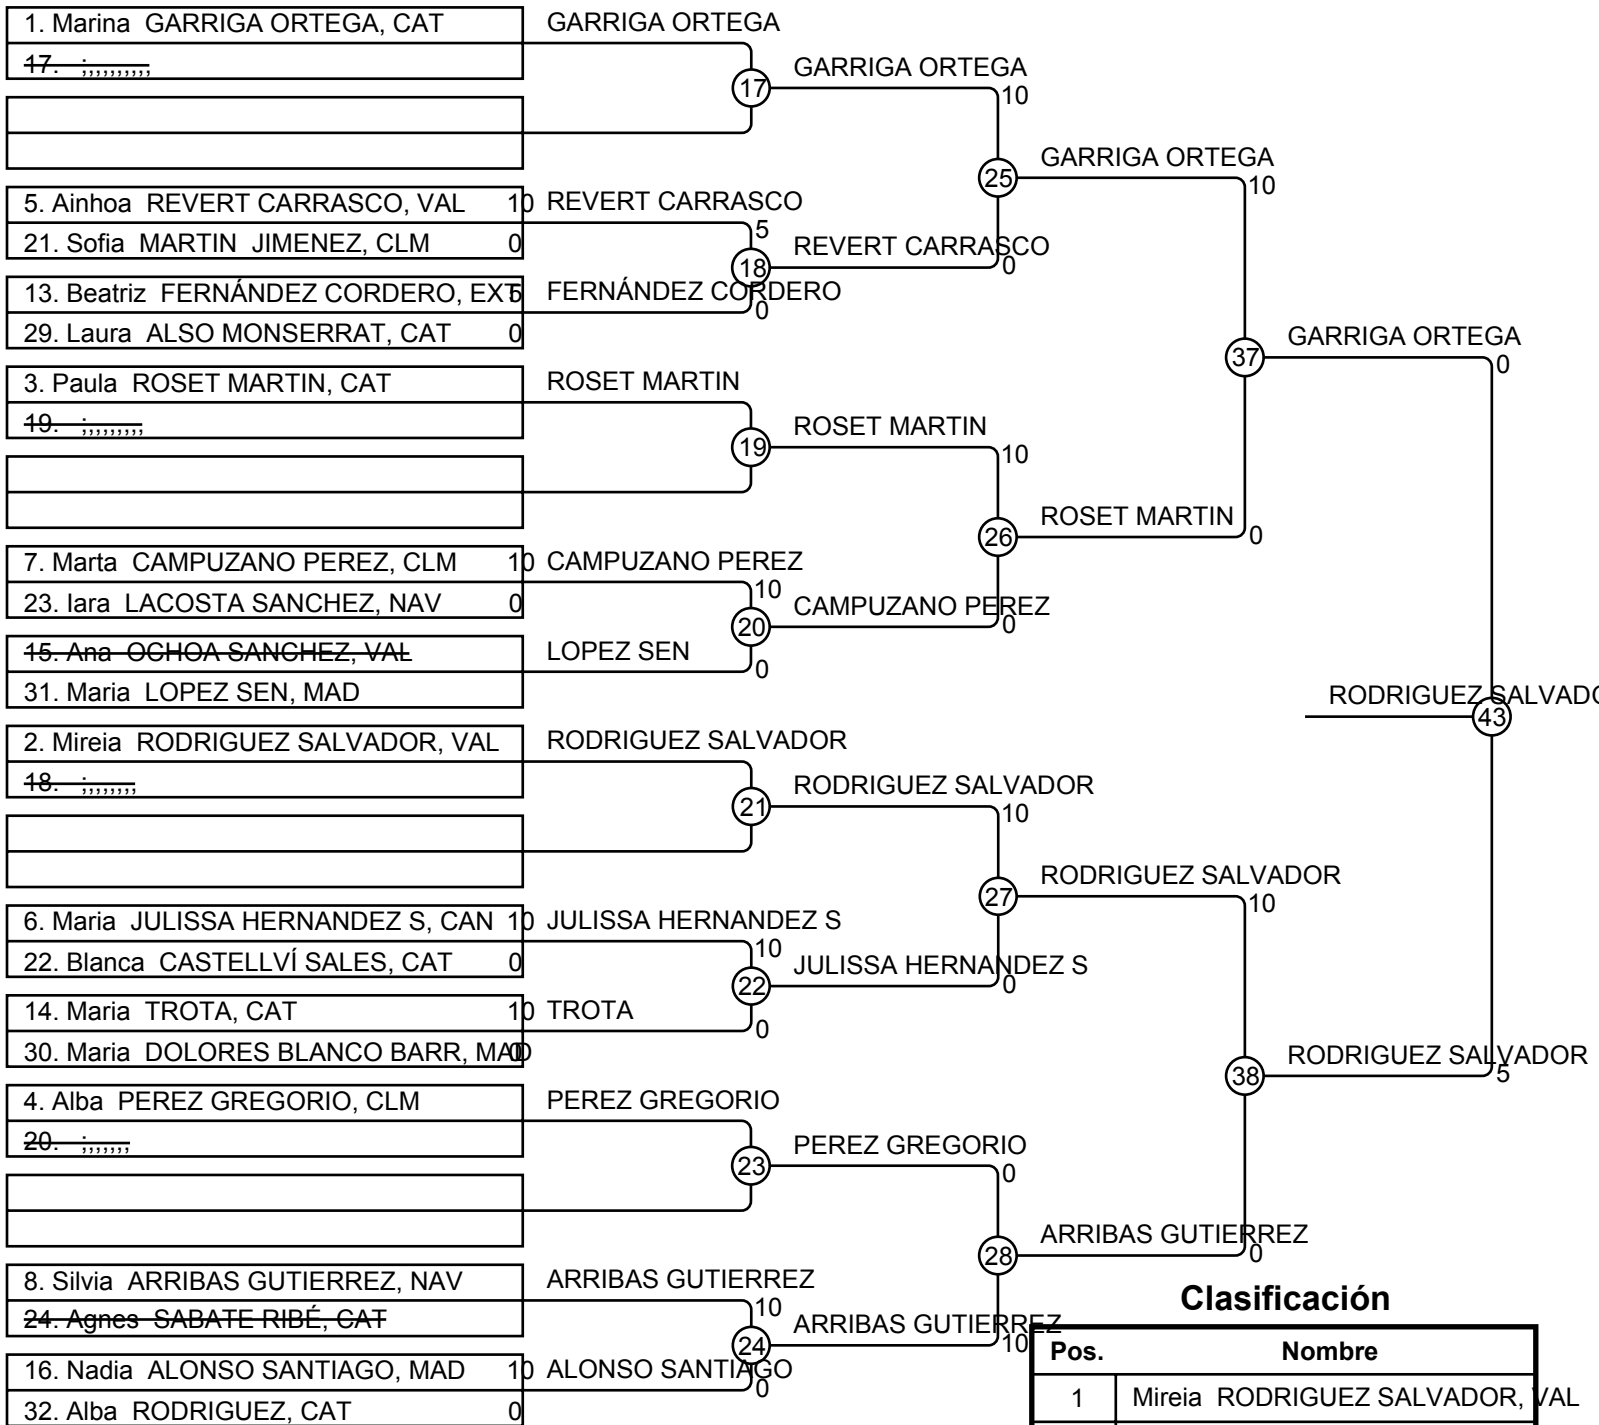 1. Marina GARRIGA ORTEGA, CAT
17. ;,,,,,,,,,
GARRIGA ORTEGA
17
GARRIGA ORTEGA
10
5. Ainhoa REVERT CARRASCO, VAL 10
21. Sofia MARTIN JIMENEZ, CLM 0
REVERT CARRASCO
5
18
REVERT CARRASCO
0
13. Beatriz FERNÁNDEZ CORDERO, EXT 5
29. Laura ALSO MONSERRAT, CAT 0
FERNÁNDEZ CORDERO
0
25
GARRIGA ORTEGA
10
3. Paula ROSET MARTIN, CAT
19. ;,,,,,,,,
ROSET MARTIN
19
ROSET MARTIN
10
7. Marta CAMPUZANO PEREZ, CLM 10
23. Iara LACOSTA SANCHEZ, NAV 0
CAMPUZANO PEREZ
10
20
CAMPUZANO PEREZ
0
15. Ana OCHOA SANCHEZ, VAL
31. Maria LOPEZ SEN, MAD
LOPEZ SEN
0
26
ROSET MARTIN
0
37
GARRIGA ORTEGA
0
2. Mireia RODRIGUEZ SALVADOR, VAL
18. ;,,,,,,,
RODRIGUEZ SALVADOR
21
RODRIGUEZ SALVADOR
10
6. Maria JULISSA HERNANDEZ S, CAN 10
22. Blanca CASTELLVÍ SALES, CAT 0
JULISSA HERNANDEZ S
10
22
JULISSA HERNANDEZ S
0
14. Maria TROTA, CAT 10
30. Maria DOLORES BLANCO BARR, MAD 0
TROTA
0
27
RODRIGUEZ SALVADOR
10
4. Alba PEREZ GREGORIO, CLM
20. ;,,,,,,
PEREZ GREGORIO
23
PEREZ GREGORIO
0
8. Silvia ARRIBAS GUTIERREZ, NAV
24. Agnes SABATE RIBÉ, CAT
ARRIBAS GUTIERREZ
10
24
ARRIBAS GUTIERREZ
10
16. Nadia ALONSO SANTIAGO, MAD 10
32. Alba RODRIGUEZ, CAT 0
ALONSO SANTIAGO
0
28
ARRIBAS GUTIERREZ
0
38
RODRIGUEZ SALVADOR
5
43
RODRIGUEZ SALVADO
Clasificación
Pos. Nombre
1 Mireia RODRIGUEZ SALVADOR, VAL